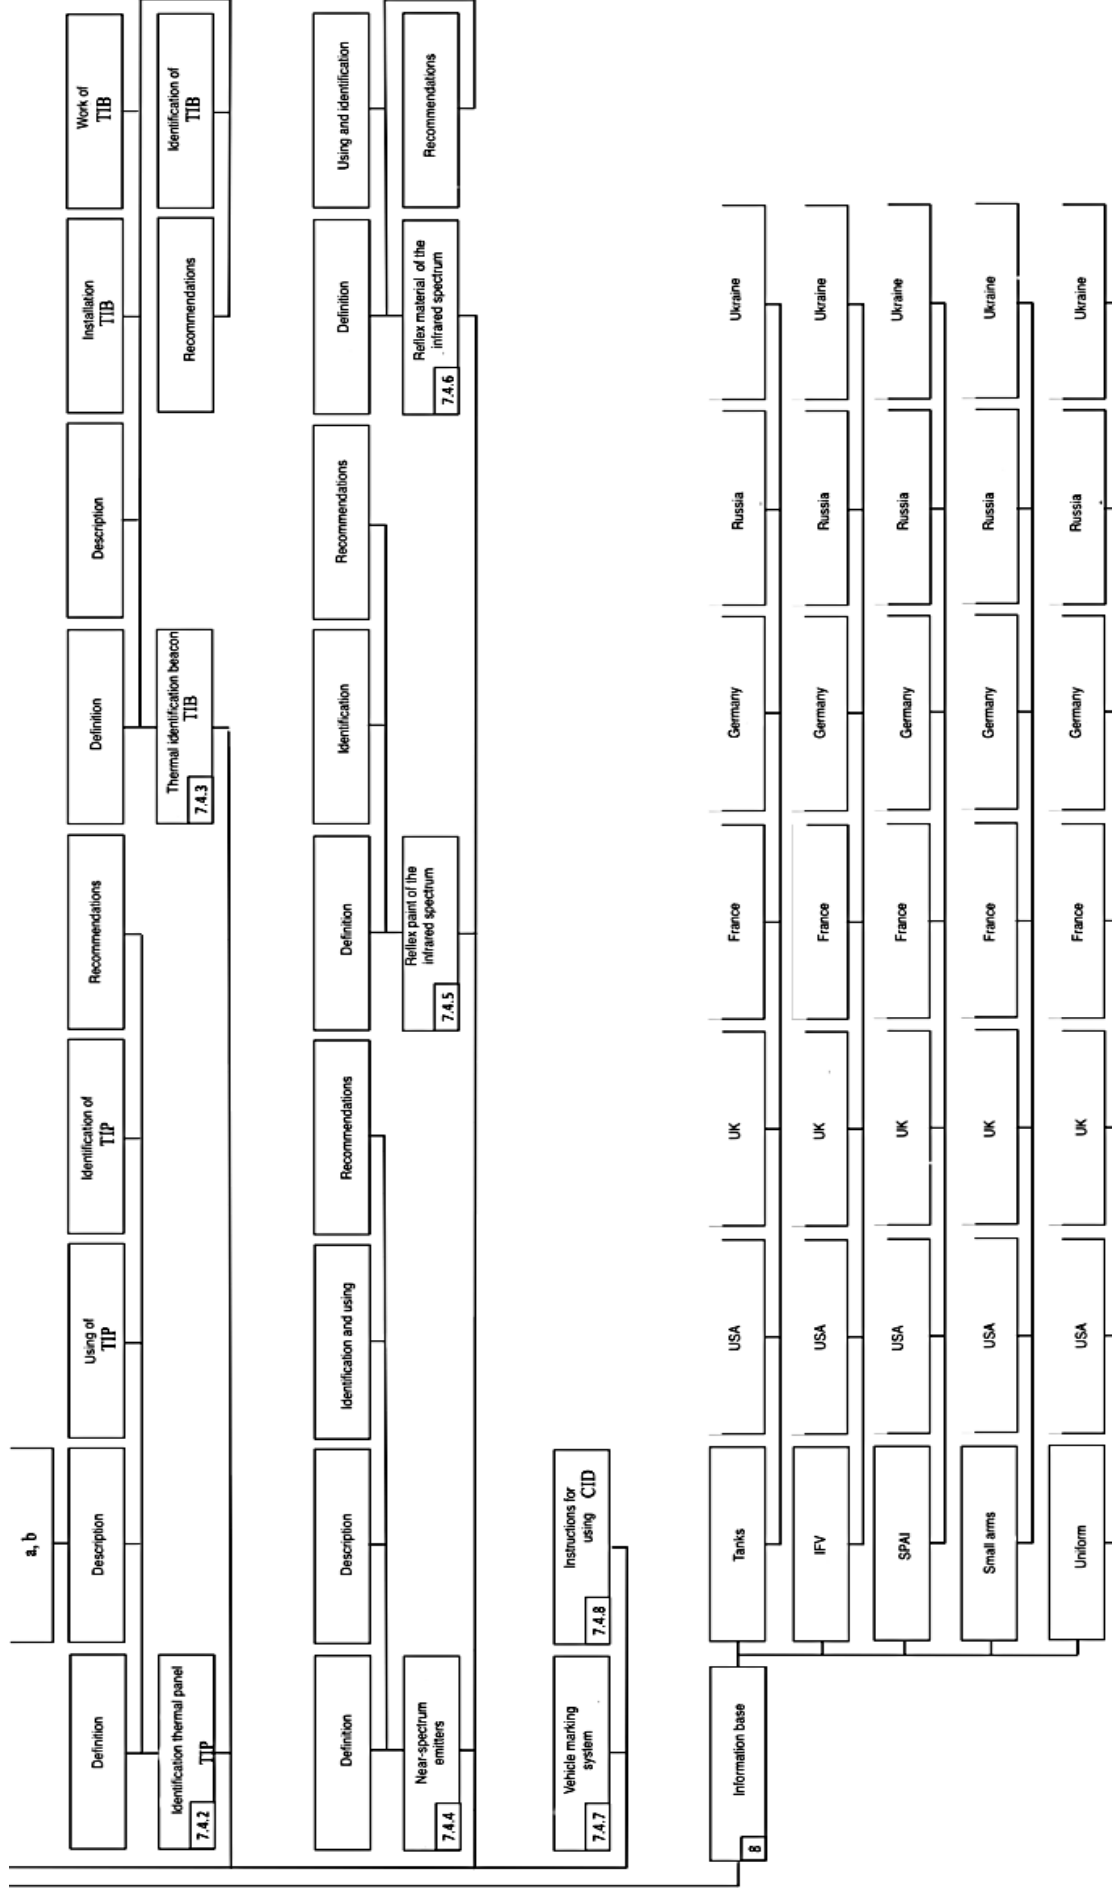 a, b
Definition
Description
Using of
TIP
Identification of
TIP
Recommendations
Definition
Description
Installation
TIB
Work of
TIB
Identification thermal panel
TIP
7.4.2
Thermal identification beacon
TIB
7.4.3
Recommendations
Identification of
TIB
Definition
Description
Identification and using
Recommendations
Definition
Identification
Recommendations
Definition
Using and identification
Near-spectrum
emitters
7.4.4
Reflex paint of the
infrared spectrum
7.4.5
Reflex material of the
infrared spectrum
7.4.6
Recommendations
Vehicle marking
system
7.4.7
Instructions for
using CID
7.4.8
Information base
8
Tanks
USA
UK
France
Germany
Russia
Ukraine
IFV
USA
UK
France
Germany
Russia
Ukraine
SPAI
USA
UK
France
Germany
Russia
Ukraine
Small arms
USA
UK
France
Germany
Russia
Ukraine
Uniform
USA
UK
France
Germany
Russia
Ukraine